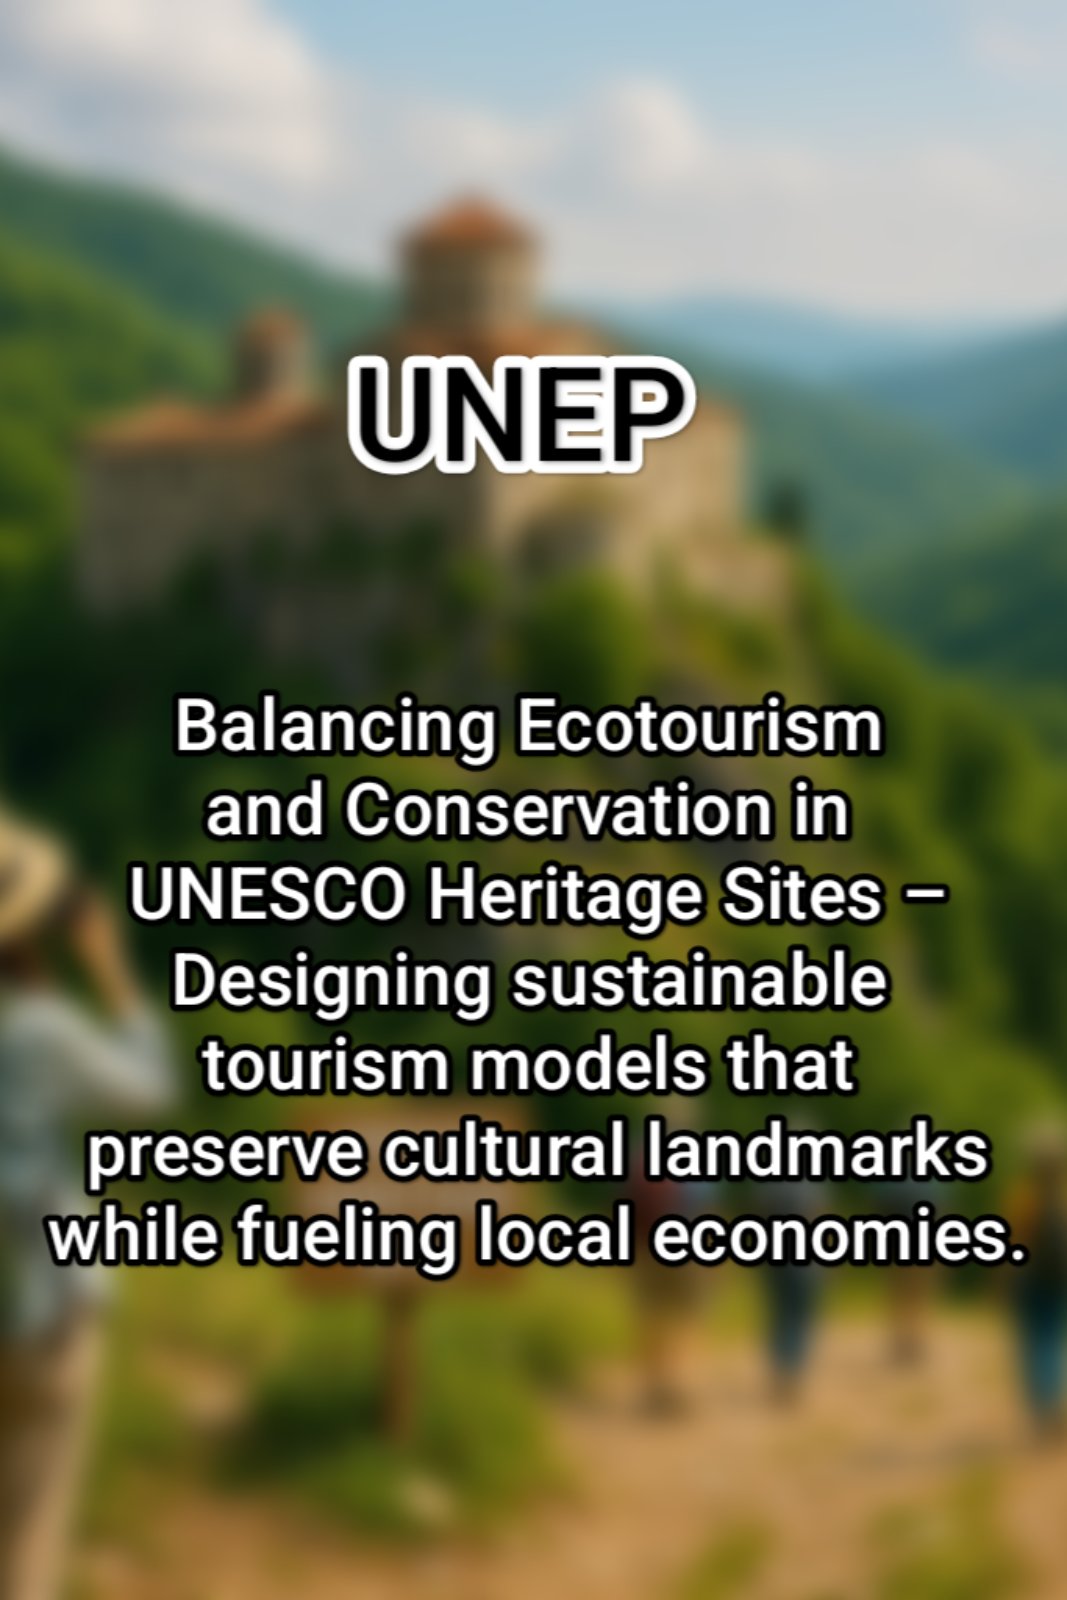 UNEP
Balancing Ecotourism
and Conservation in
UNESCO Heritage Sites –
Designing sustainable
tourism models that
preserve cultural landmarks
while fueling local economies.